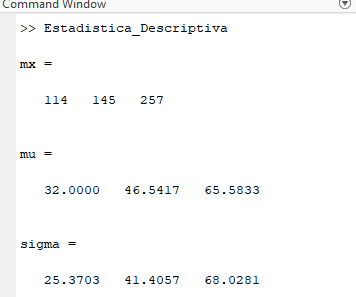 Command Window
>> Estadistica_Descriptiva
mx =
114 145 257
mu =
32.0000 46.5417 65.5833
sigma =
25.3703 41.4057 68.0281